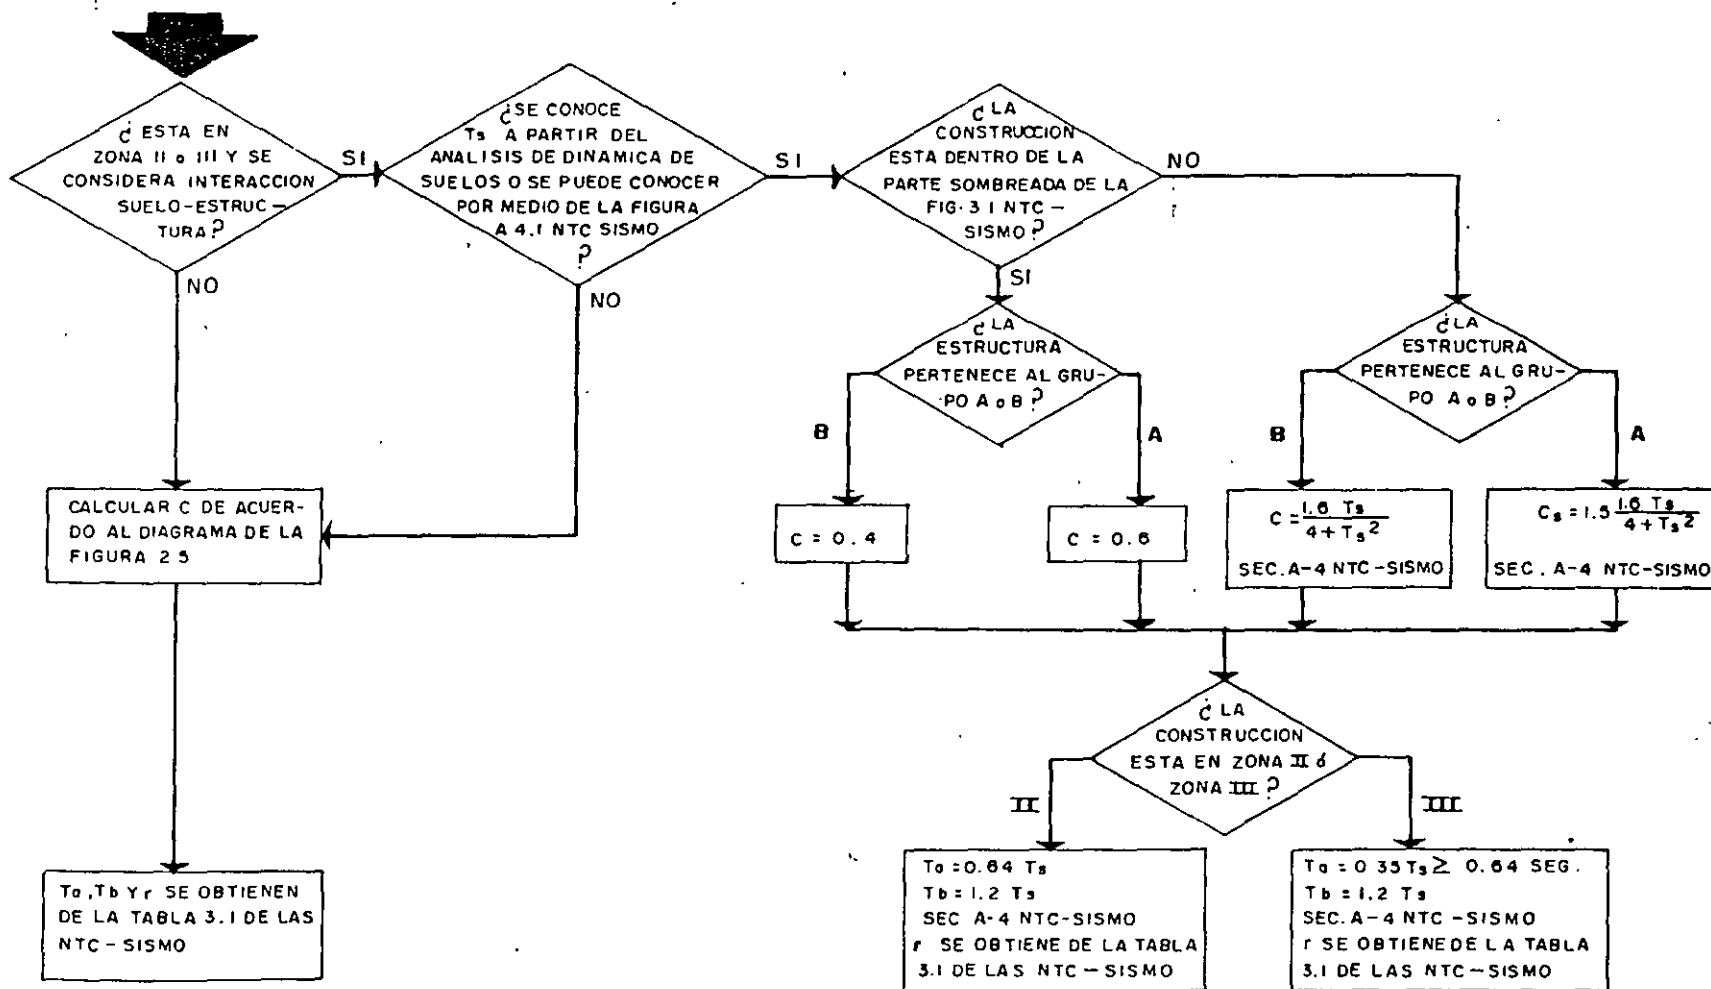 ¿ ESTA EN
ZONA II o III Y SE
CONSIDERA INTERACCION
SUELO-ESTRUC-
TURA?
SI
NO
¿SE CONOCE
Ts A PARTIR DEL
ANALISIS DE DINAMICA DE
SUELOS O SE PUEDE CONOCER
POR MEDIO DE LA FIGURA
A 4.1 NTC SISMO
?
SI
NO
¿ LA
CONSTRUCCION
ESTA DENTRO DE LA
PARTE SOMBREADA DE LA
FIG. 3 1 NTC -
SISMO?
NO
SI
¿ LA
ESTRUCTURA
PERTENECE AL GRU-
PO A o B?
B
A
¿LA
ESTRUCTURA
PERTENECE AL GRU-
PO A o B?
B
A
CALCULAR C DE ACUER-
DO AL DIAGRAMA DE LA
FIGURA 2 5
C = 0.4
C = 0.6
C = 1.6 Ts / 4 + Ts²
SEC. A-4 NTC-SISMO
Cs = 1.5 1.6 Ts / 4 + Ts²
SEC. A-4 NTC-SISMO
¿ LA
CONSTRUCCION
ESTA EN ZONA II ó
ZONA III ?
II
III
Ta, Tb Y r SE OBTIENEN
DE LA TABLA 3.1 DE LAS
NTC - SISMO
Ta = 0.64 Ts
Tb = 1.2 Ts
SEC A-4 NTC-SISMO
r SE OBTIENE DE LA TABLA
3.1 DE LAS NTC - SISMO
Ta = 0 35 Ts ≥ 0.64 SEG.
Tb = 1.2 Ts
SEC. A-4 NTC - SISMO
r SE OBTIENE DE LA TABLA
3.1 DE LAS NTC - SISMO